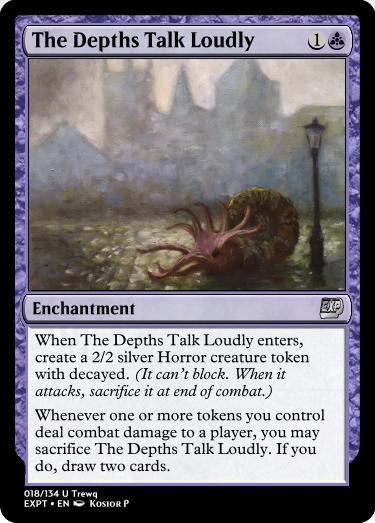 The Depths Talk Loudly 1
Enchantment EXP
When The Depths Talk Loudly enters,
create a 2/2 silver Horror creature token
with decayed. (It can't block. When it
attacks, sacrifice it at end of combat.)
Whenever one or more tokens you control
deal combat damage to a player, you may
sacrifice The Depths Talk Loudly. If you
do, draw two cards.
018/134 U Trewq
EXPT • EN Kosior P